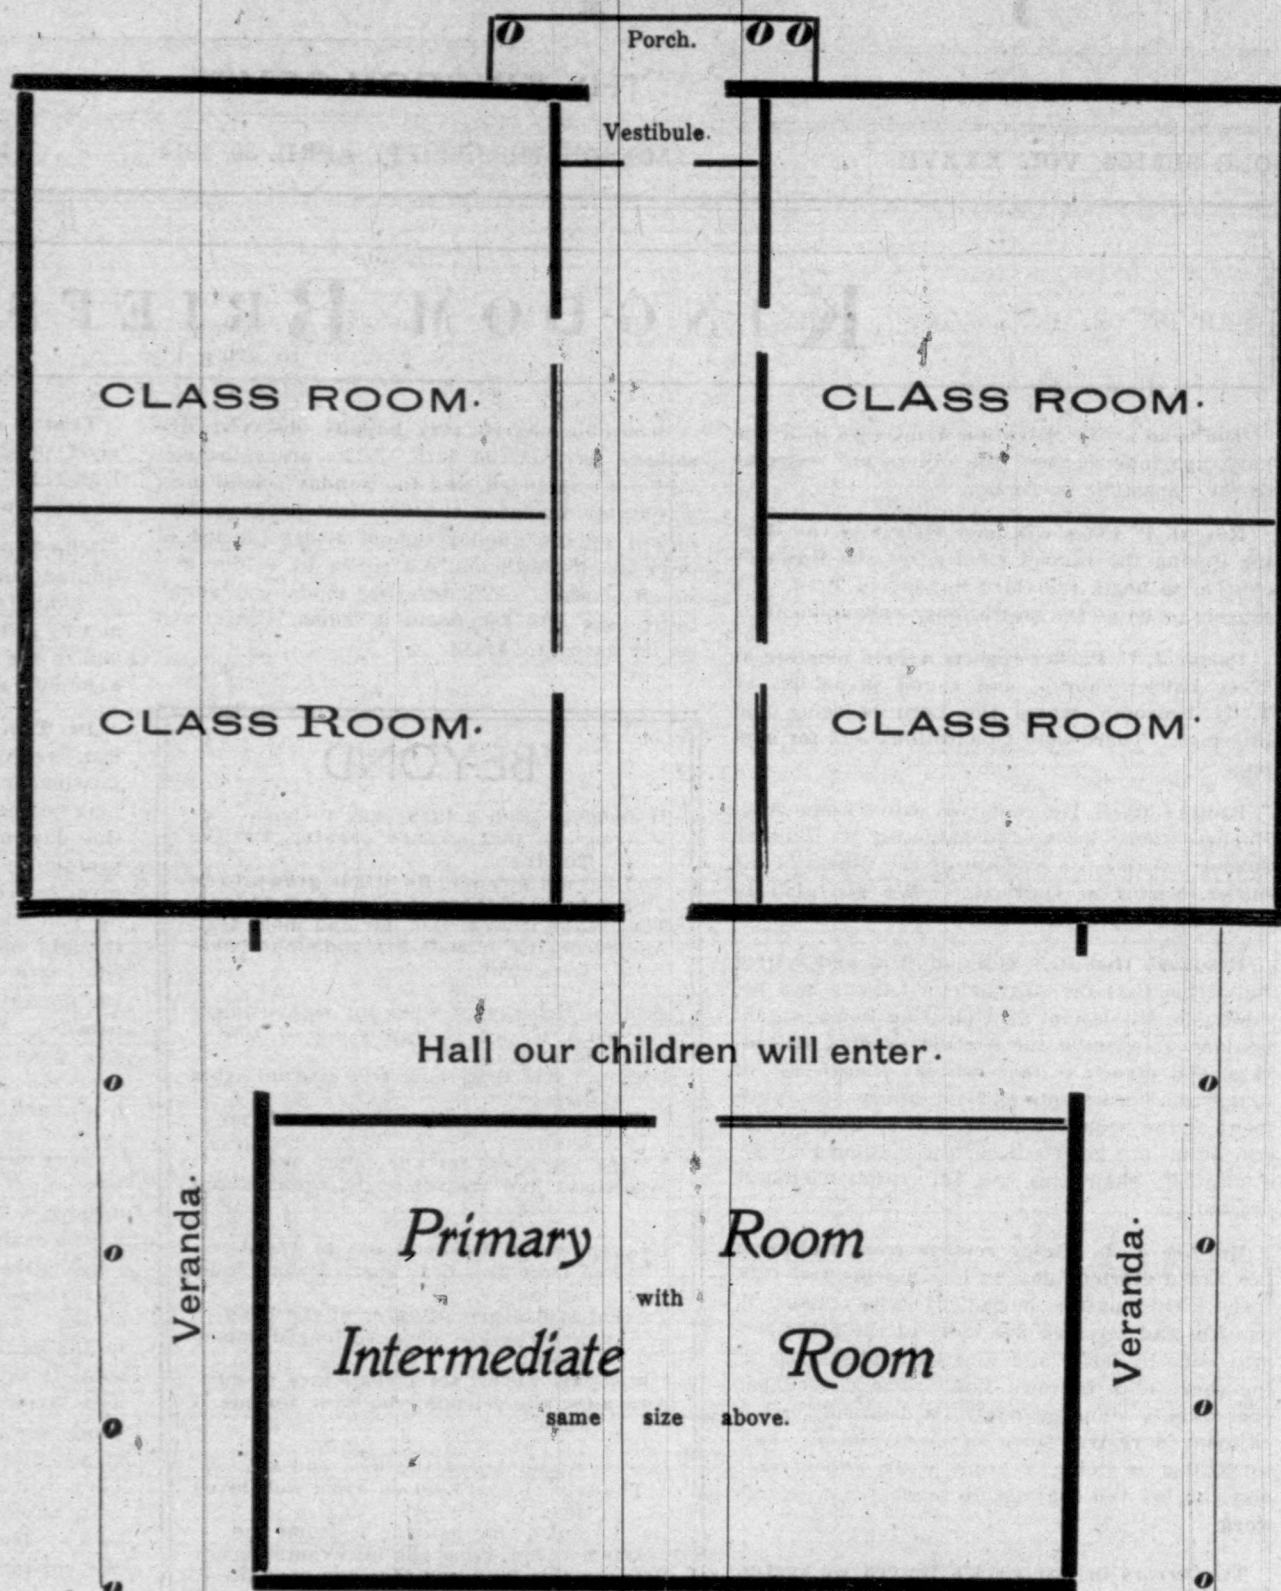 Porch.
Vestibule.
CLASS ROOM.
CLASS ROOM.
CLASS ROOM.
CLASS ROOM.
Hall our children will enter.
Veranda.
Primary Room
with
Intermediate Room
same size above.
Veranda.